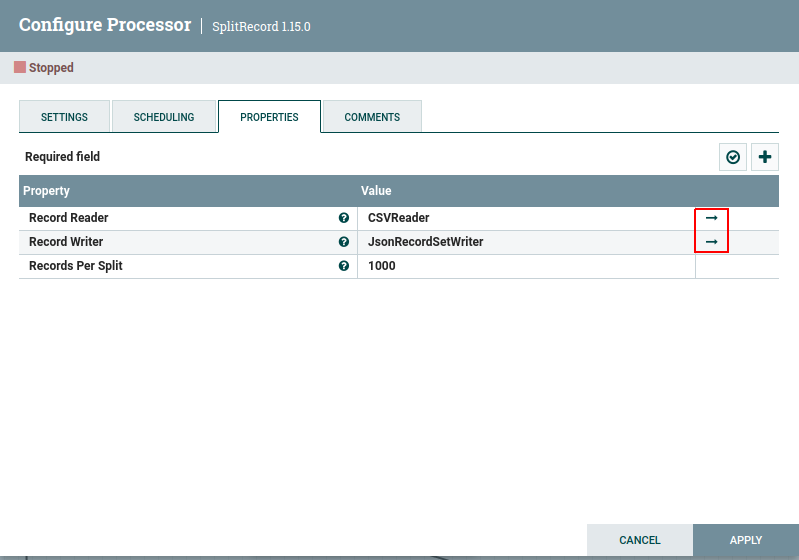 Configure Processor | SplitRecord 1.15.0
Stopped
SETTINGS SCHEDULING PROPERTIES COMMENTS
Required field
Property Value
Record Reader CSVReader
Record Writer JsonRecordSetWriter
Records Per Split 1000
CANCEL APPLY